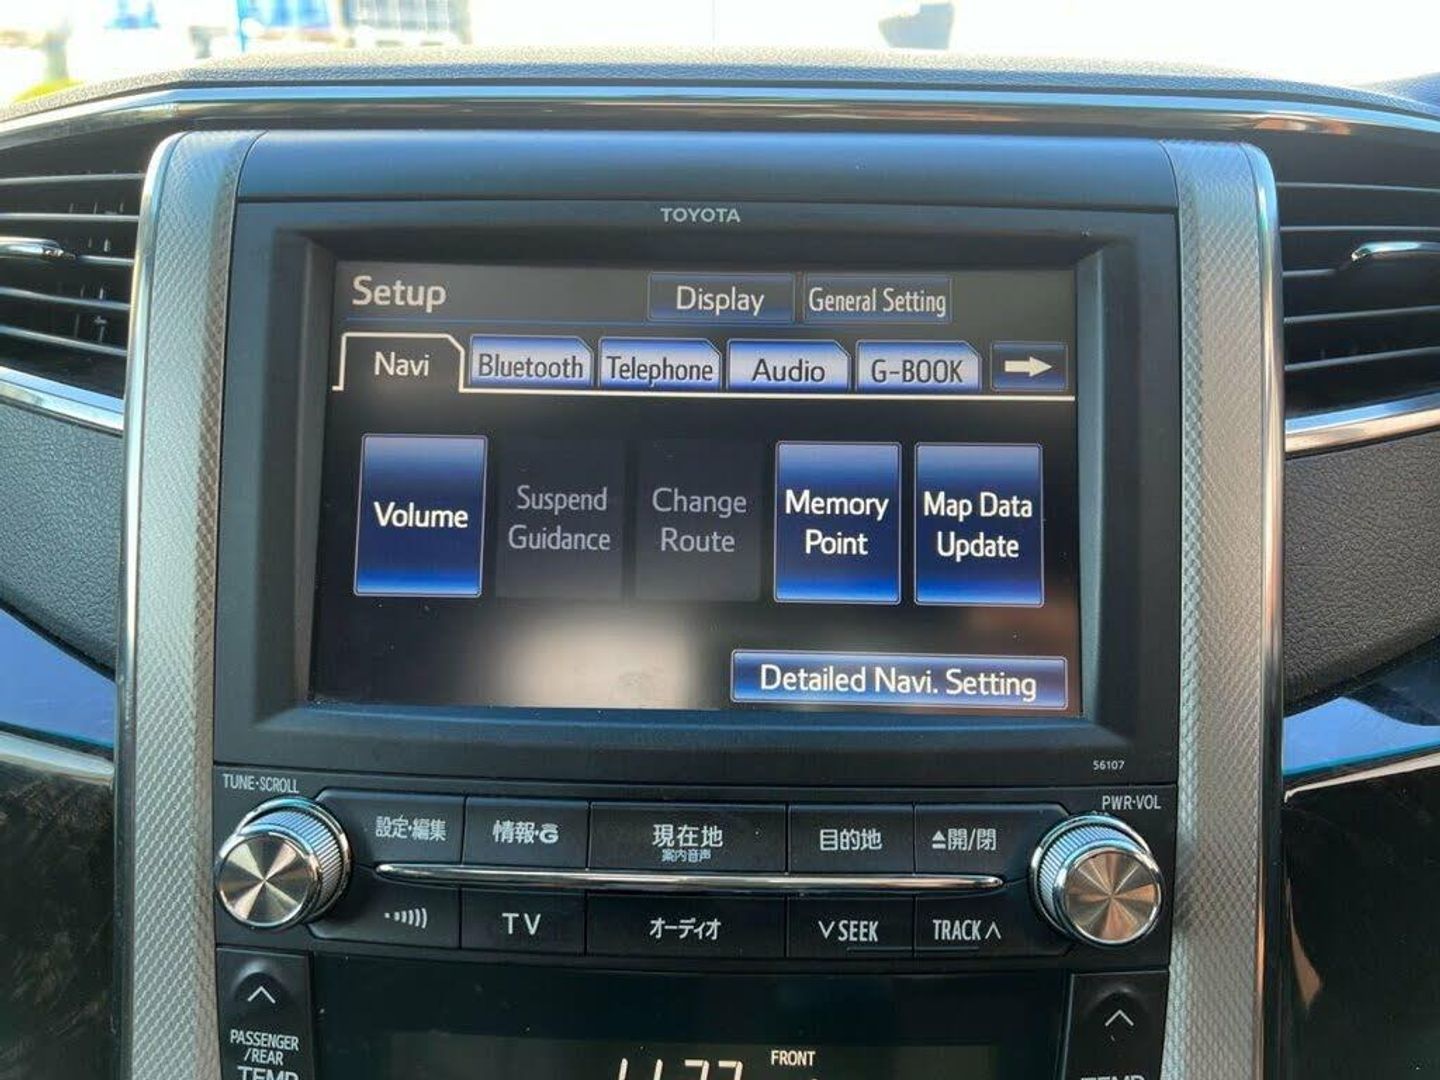 TOYOTA
Setup
Display
General Setting
Navi
Bluetooth
Telephone
Audio
G-BOOK
Volume
Suspend
Guidance
Change
Route
Memory
Point
Map Data
Update
Detailed Navi. Setting
56107
TUNE·SCROLL
PWR·VOL
設定·編集
情報·G
現在地
案内音声
目的地
⏏開/閉
TV
オーディオ
∨SEEK
TRACK∧
PASSENGER
/REAR
TEMP
FRONT
TEMP